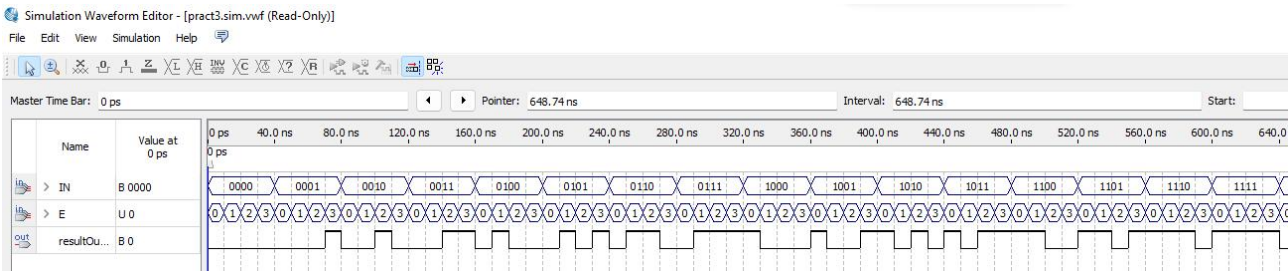 Simulation Waveform Editor - [pract3.sim.vwf (Read-Only)]
File Edit View Simulation Help
Master Time Bar: 0 ps Pointer: 648.74 ns Interval: 648.74 ns Start:
Name Value at 0 ps
0 ps 40.0 ns 80.0 ns 120.0 ns 160.0 ns 200.0 ns 240.0 ns 280.0 ns 320.0 ns 360.0 ns 400.0 ns 440.0 ns 480.0 ns 520.0 ns 560.0 ns 600.0 ns 640.0
0 ps
in IN B 0000 0000 0001 0010 0011 0100 0101 0110 0111 1000 1001 1010 1011 1100 1101 1110 1111
in E U 0 0 1 2 3 0 1 2 3 0 1 2 3 0 1 2 3 0 1 2 3 0 1 2 3 0 1 2 3 0 1 2 3 0 1 2 3 0 1 2 3 0 1 2 3 0 1 2 3 0 1 2 3 0 1 2 3 0 1 2 3 0 1 2 3
out resultOu... B 0